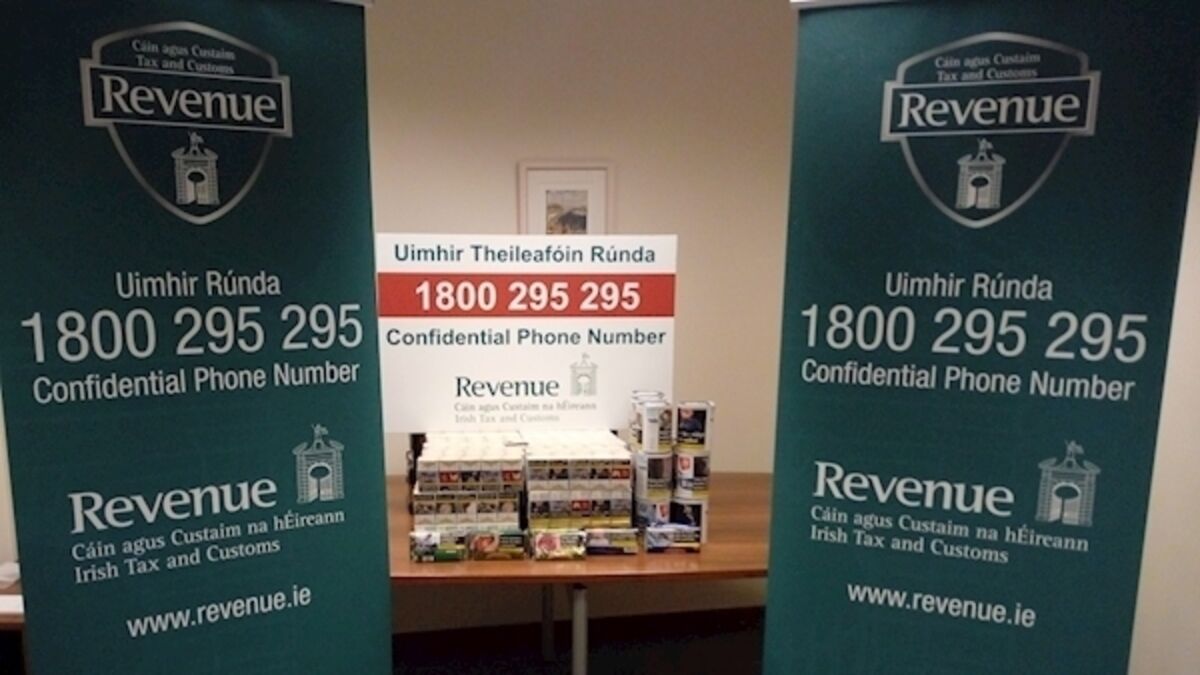 Cáin agus Custaim
Tax and Customs
Revenue
Uimhir Rúnda
1800 295 295
Confidential Phone Number
Revenue
Cáin agus Custaim na hÉireann
Irish Tax and Customs
www.revenue.ie
Uimhir Theileafóin Rúnda
1800 295 295
Confidential Phone Number
Revenue
Cáin agus Custaim na hÉireann
Irish Tax and Customs
Cáin agus Custaim
Tax and Customs
Revenue
Uimhir Rúnda
1800 295 295
Confidential Phone Number
Revenue
Cáin agus Custaim na hÉireann
Irish Tax and Customs
www.revenue.ie